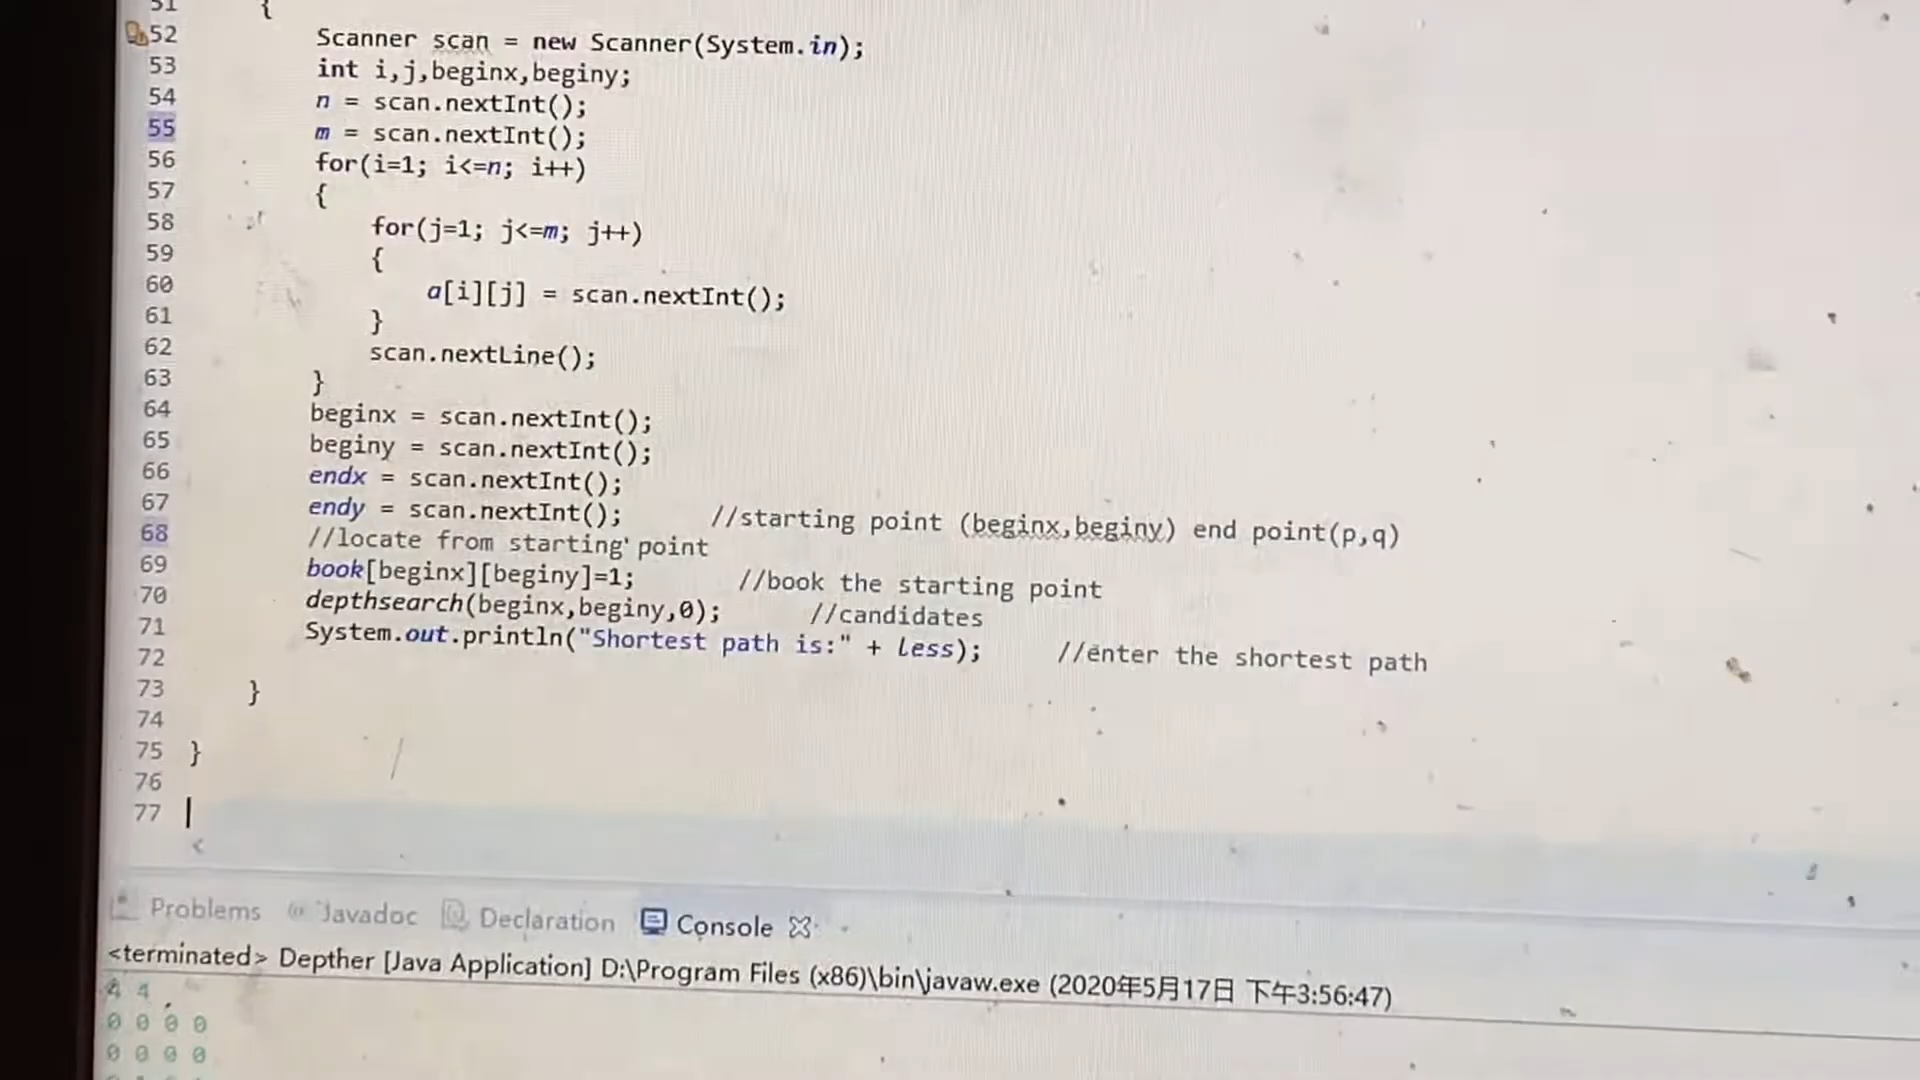 51 {
52 Scanner scan = new Scanner(System.in);
53 int i,j,beginx,beginy;
54 n = scan.nextInt();
55 m = scan.nextInt();
56 for(i=1; i<=n; i++)
57 {
58 for(j=1; j<=m; j++)
59 {
60 a[i][j] = scan.nextInt();
61 }
62 scan.nextLine();
63 }
64 beginx = scan.nextInt();
65 beginy = scan.nextInt();
66 endx = scan.nextInt();
67 endy = scan.nextInt(); //starting point (beginx,beginy) end point(p,q)
68 //locate from starting point
69 book[beginx][beginy]=1; //book the starting point
70 depthsearch(beginx,beginy,0); //candidates
71 System.out.println("Shortest path is:" + less); //enter the shortest path
72
73 }
74
75 }
76
77
Problems @ Javadoc Declaration Console
<terminated> Depther [Java Application] D:\Program Files (x86)\bin\javaw.exe (2020年5月17日 下午3:56:47)
4 4
0 0 0 0
0 0 0 0